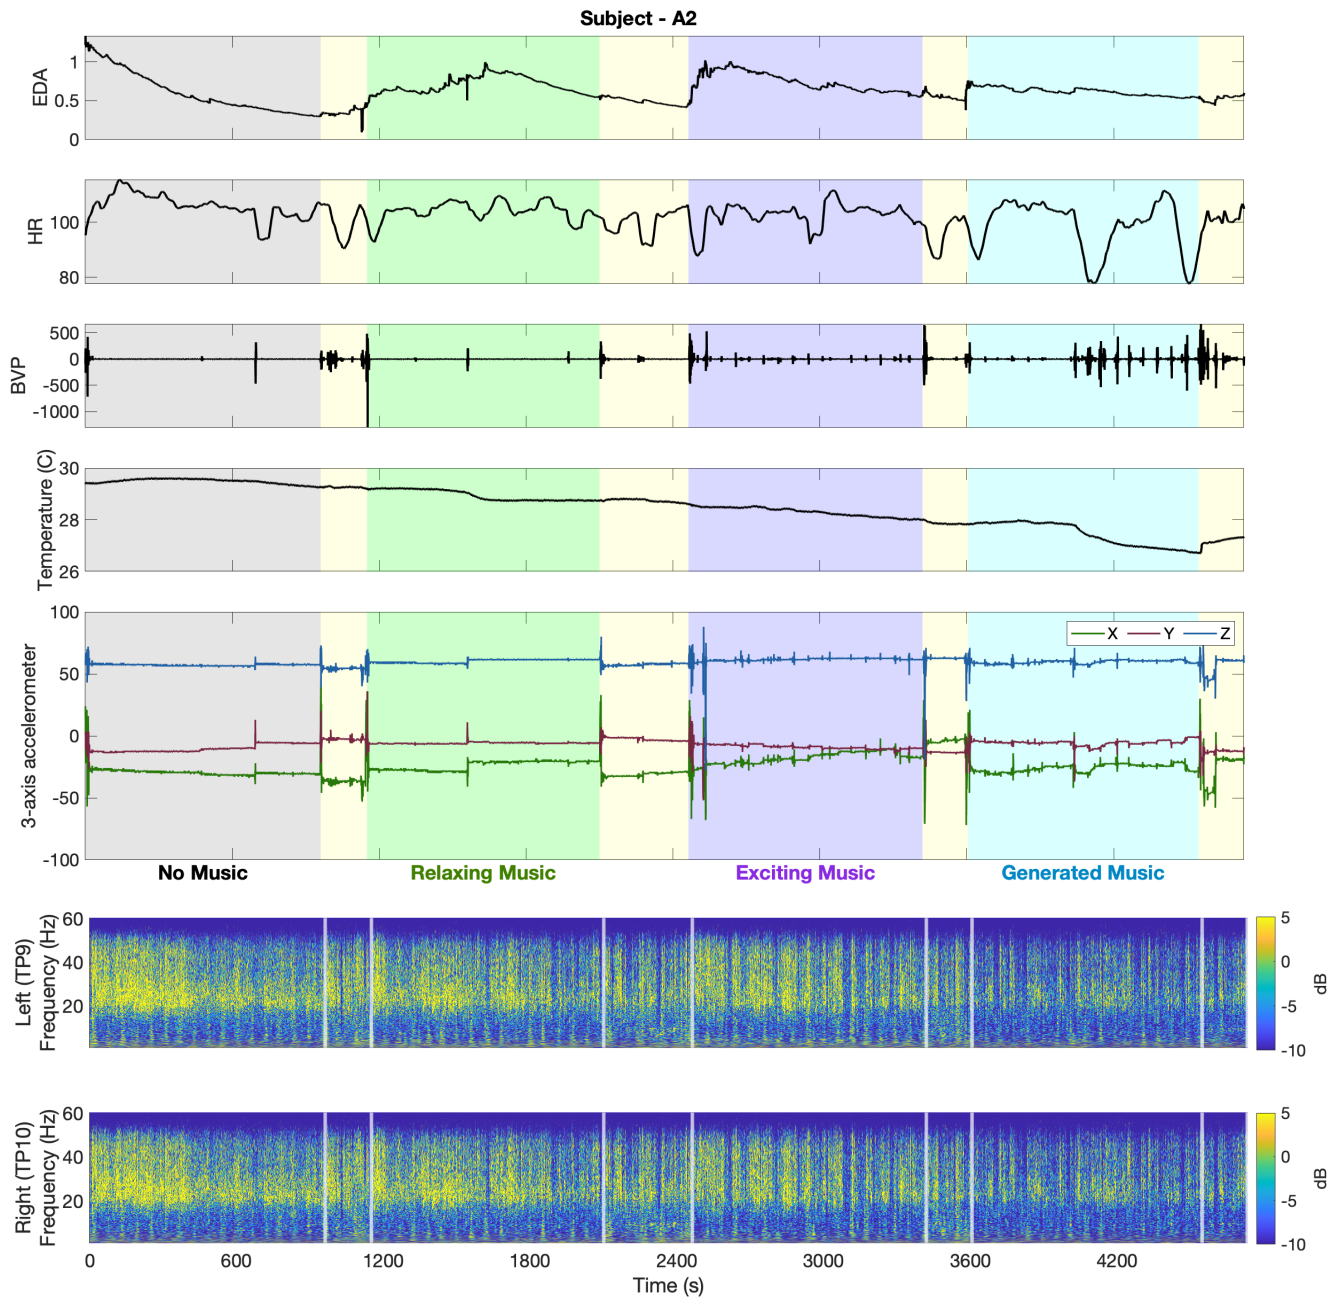 Subject - A2
EDA
1
0.5
0
HR
100
80
BVP
500
0
-500
-1000
Temperature (C)
30
28
26
3-axis accelerometer
100
50
0
-50
-100
X Y Z
No Music Relaxing Music Exciting Music Generated Music
Left (TP9)
Frequency (Hz)
60
40
20
5
0
-5
-10
dB
Right (TP10)
Frequency (Hz)
60
40
20
5
0
-5
-10
dB
0 600 1200 1800 2400 3000 3600 4200
Time (s)